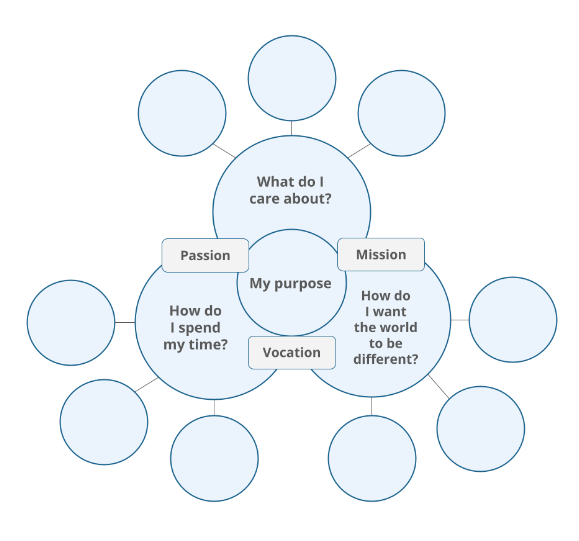 What do I
care about?
Passion
Mission
My purpose
How do
I spend
my time?
How do
I want
the world
to be
different?
Vocation